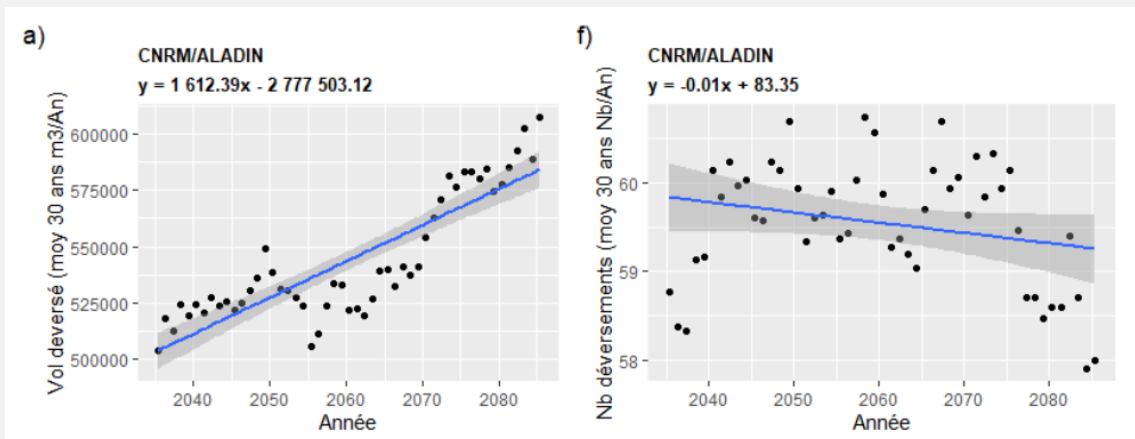 a)
CNRM/ALADIN
y = 1 612.39x - 2 777 503.12
Vol deversé (moy 30 ans m3/An)
600000
575000
550000
525000
500000
2040
2050
2060
2070
2080
Année
f)
CNRM/ALADIN
y = -0.01x + 83.35
Nb déversements (moy 30 ans Nb/An)
60
59
58
2040
2050
2060
2070
2080
Année